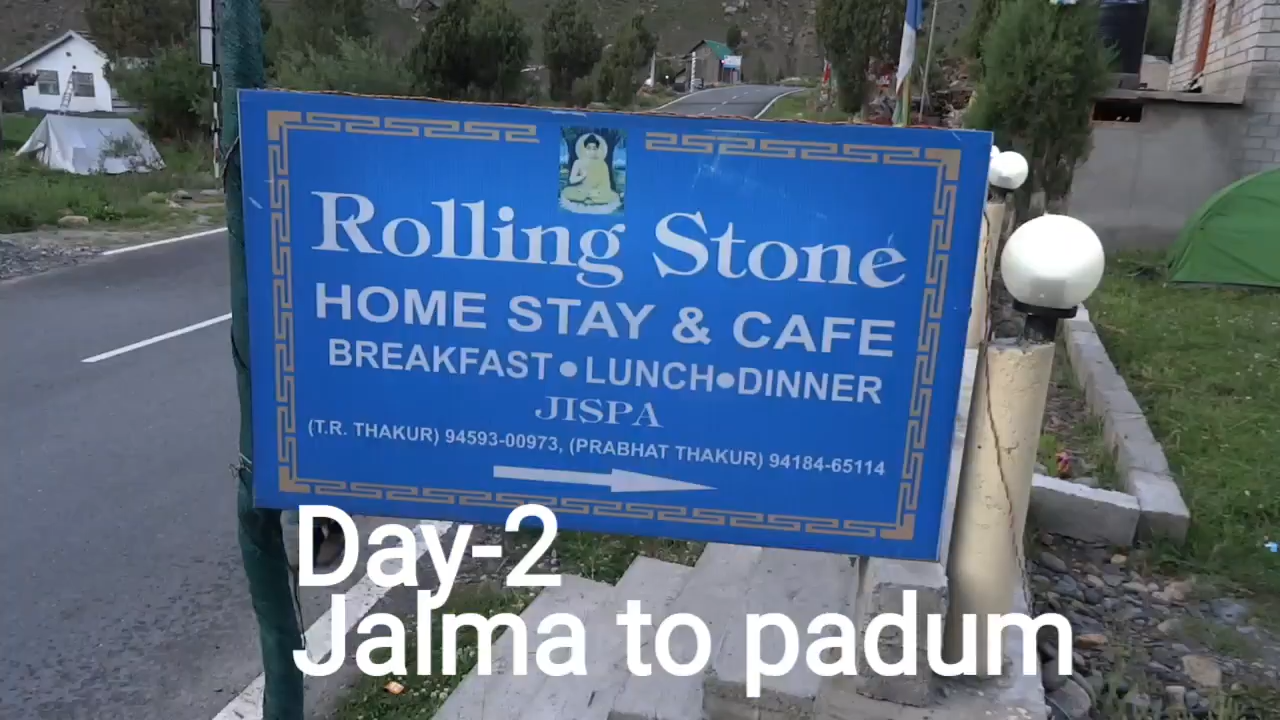 Rolling Stone
HOME STAY & CAFE
BREAKFAST • LUNCH • DINNER
JISPA
(T.R. THAKUR) 94593-00973, (PRABHAT THAKUR) 94184-65114
Day-2
Jalma to padum